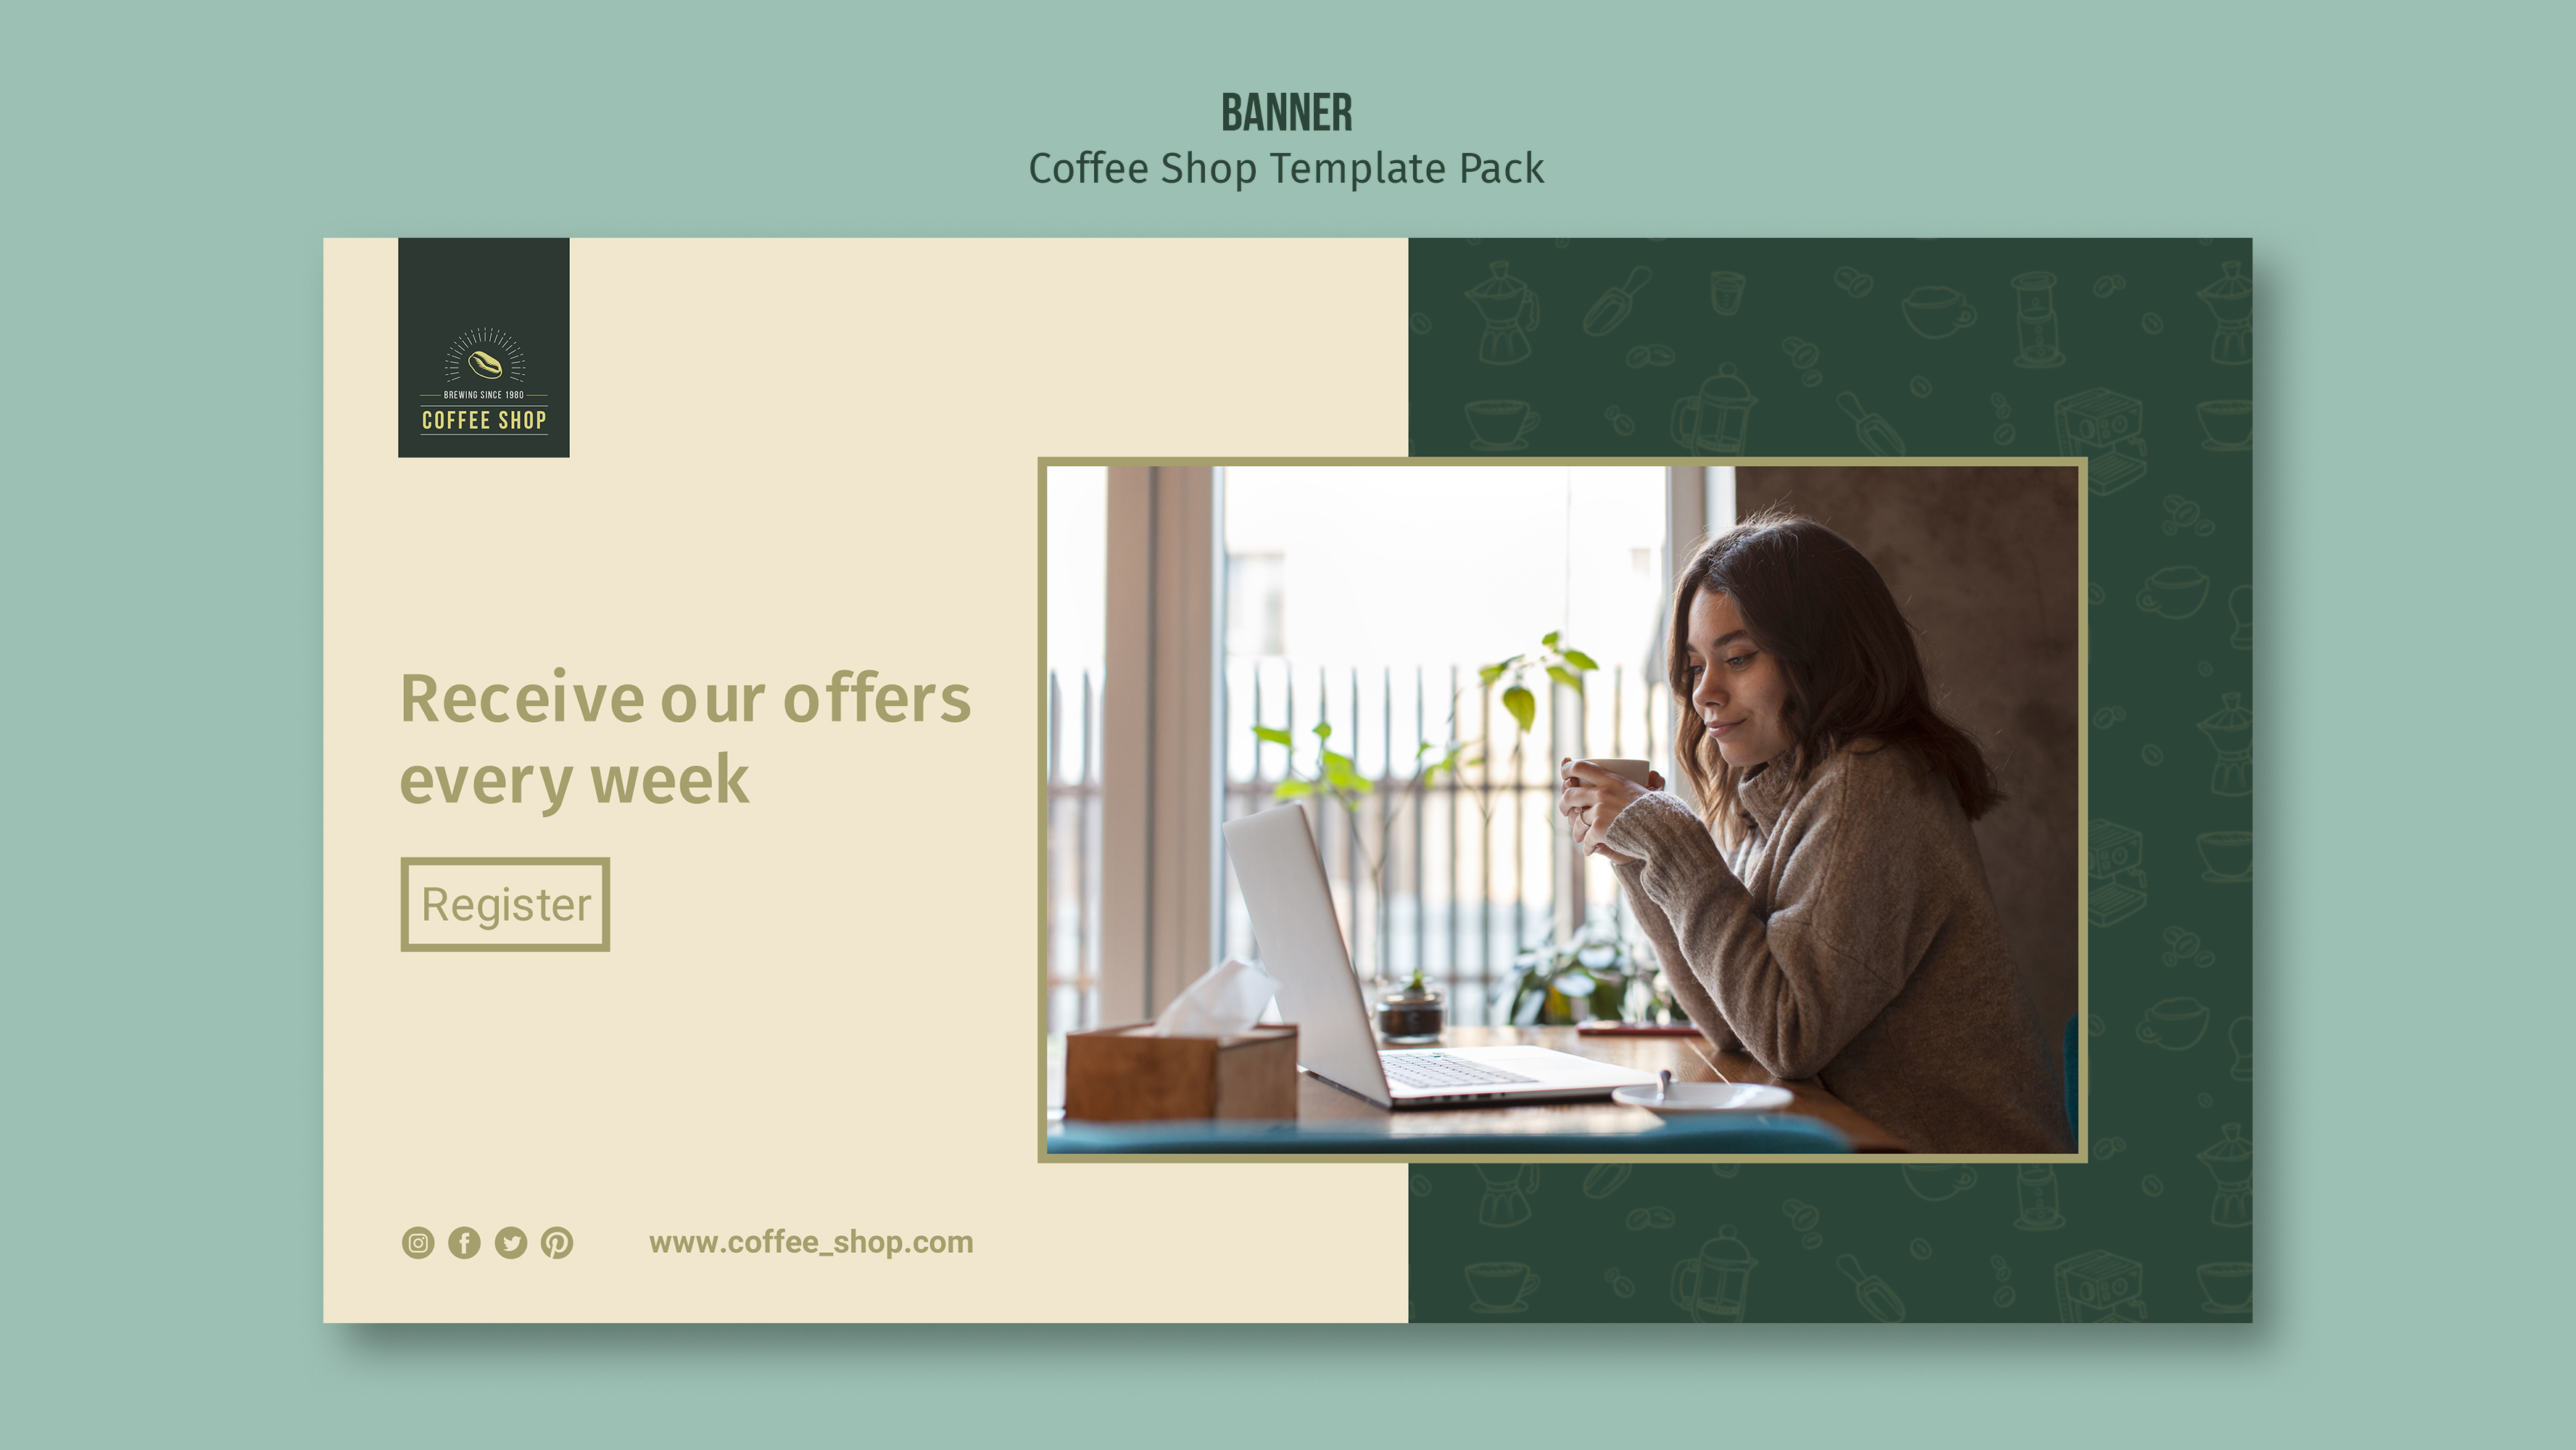 BANNER
Coffee Shop Template Pack
BREWING SINCE 1980
COFFEE SHOP
Receive our offers
every week
Register
www.coffee_shop.com